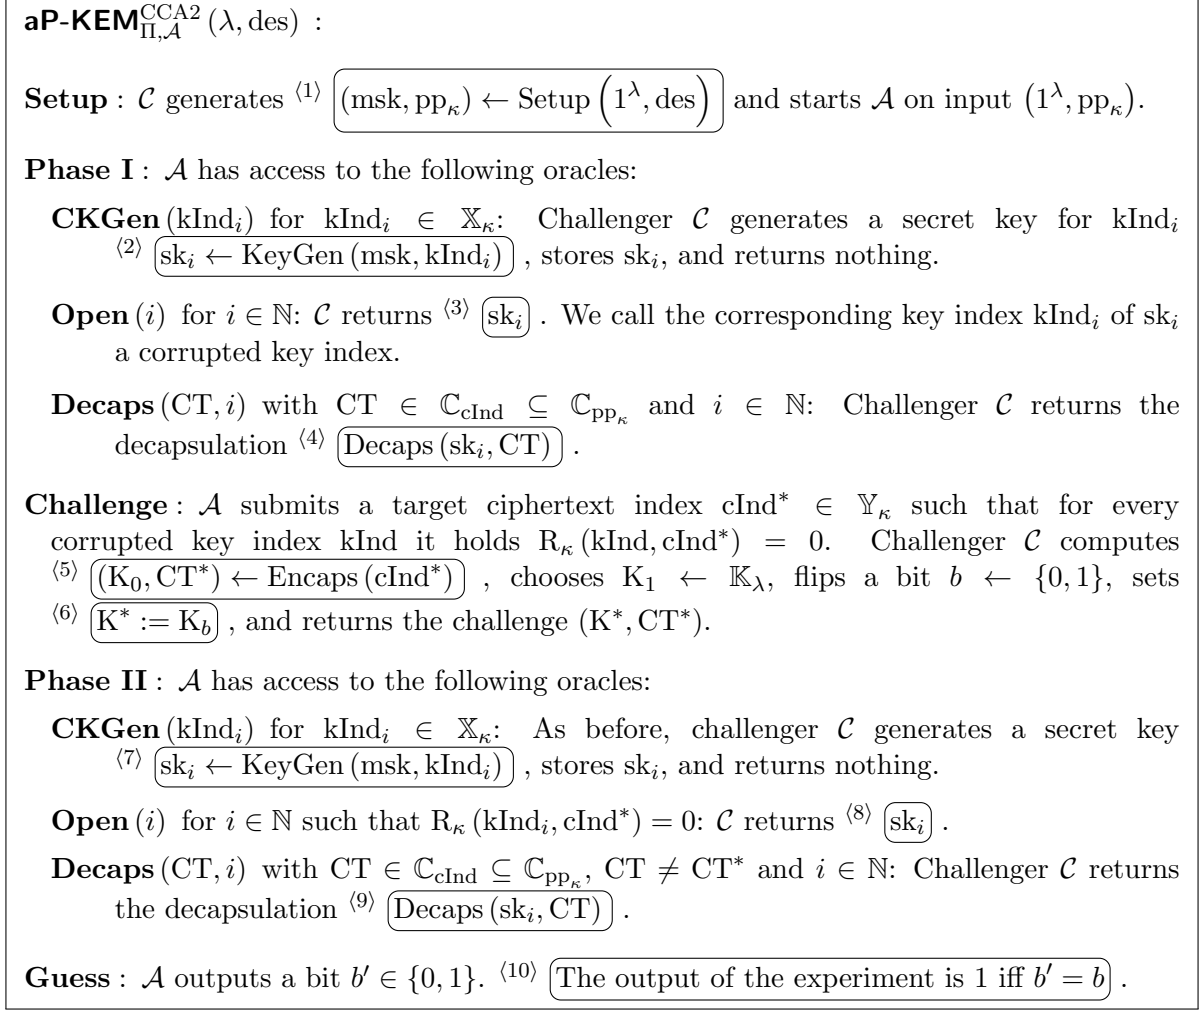 aP-KEM^{CCA2}_{Π,𝒜} (λ, des) :
Setup : 𝒞 generates ⟨1⟩ (msk, pp_κ) ← Setup (1^λ, des) and starts 𝒜 on input (1^λ, pp_κ).
Phase I : 𝒜 has access to the following oracles:
CKGen (kInd_i) for kInd_i ∈ 𝕏_κ: Challenger 𝒞 generates a secret key for kInd_i
⟨2⟩ sk_i ← KeyGen (msk, kInd_i) , stores sk_i, and returns nothing.
Open (i) for i ∈ ℕ: 𝒞 returns ⟨3⟩ sk_i . We call the corresponding key index kInd_i of sk_i
a corrupted key index.
Decaps (CT, i) with CT ∈ ℂ_{cInd} ⊆ ℂ_{pp_κ} and i ∈ ℕ: Challenger 𝒞 returns the
decapsulation ⟨4⟩ Decaps (sk_i, CT) .
Challenge : 𝒜 submits a target ciphertext index cInd* ∈ 𝕐_κ such that for every
corrupted key index kInd it holds R_κ (kInd, cInd*) = 0. Challenger 𝒞 computes
⟨5⟩ (K_0, CT*) ← Encaps (cInd*) , chooses K_1 ← 𝕂_λ, flips a bit b ← {0, 1}, sets
⟨6⟩ K* := K_b , and returns the challenge (K*, CT*).
Phase II : 𝒜 has access to the following oracles:
CKGen (kInd_i) for kInd_i ∈ 𝕏_κ: As before, challenger 𝒞 generates a secret key
⟨7⟩ sk_i ← KeyGen (msk, kInd_i) , stores sk_i, and returns nothing.
Open (i) for i ∈ ℕ such that R_κ (kInd_i, cInd*) = 0: 𝒞 returns ⟨8⟩ sk_i .
Decaps (CT, i) with CT ∈ ℂ_{cInd} ⊆ ℂ_{pp_κ}, CT ≠ CT* and i ∈ ℕ: Challenger 𝒞 returns
the decapsulation ⟨9⟩ Decaps (sk_i, CT) .
Guess : 𝒜 outputs a bit b′ ∈ {0, 1}. ⟨10⟩ The output of the experiment is 1 iff b′ = b .